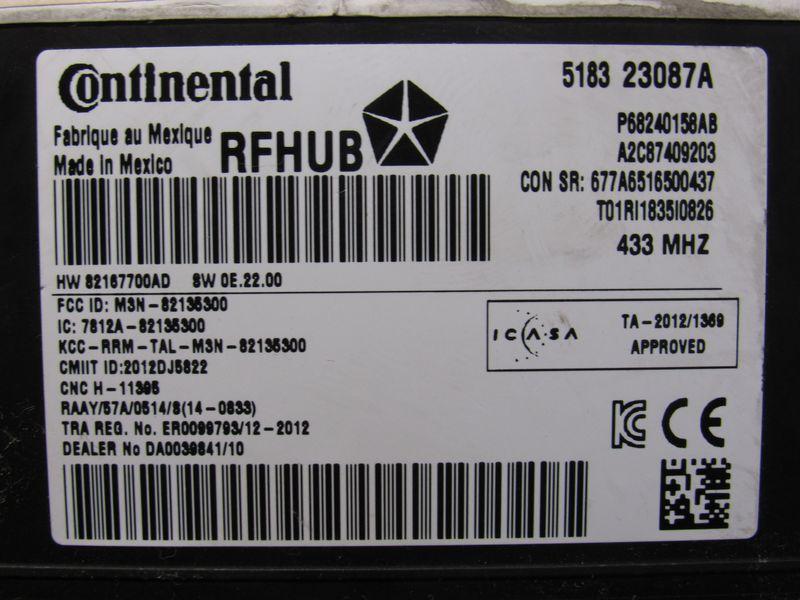 Continental
5183 23087A
Fabrique au Mexique
Made in Mexico
RFHUB
P68240158AB
A2C87409203
CON SR: 677A6516500437
T01RI1835I0826
433 MHZ
HW 82167700AD SW 0E.22.00
FCC ID: M3N-82135300
IC: 7812A-82135300
KCC-RRM-TAL-M3N-82135300
CMIIT ID:2012DJ5822
CNC H-11395
RAAY/57A/0514/8(14-0833)
TRA REG. No. ER0099793/12-2012
DEALER No DA0039841/10
ICASA
TA-2012/1369
APPROVED
KC CE